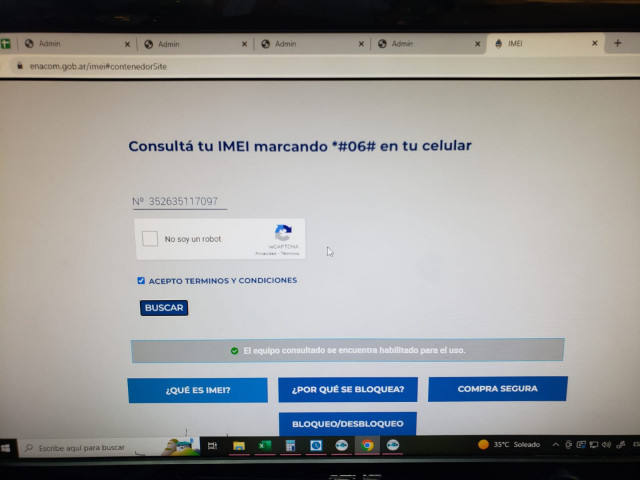 Admin
Admin
Admin
Admin
IMEI
enacom.gob.ar/imei#contenedorSite
Consultá tu IMEI marcando *#06# en tu celular
Nº 352635117097
No soy un robot
reCAPTCHA
Privacidad - Términos
ACEPTO TERMINOS Y CONDICIONES
BUSCAR
El equipo consultado se encuentra habilitado para el uso.
¿QUÉ ES IMEI?
¿POR QUÉ SE BLOQUEA?
COMPRA SEGURA
BLOQUEO/DESBLOQUEO
Escribe aquí para buscar
35°C Soleado